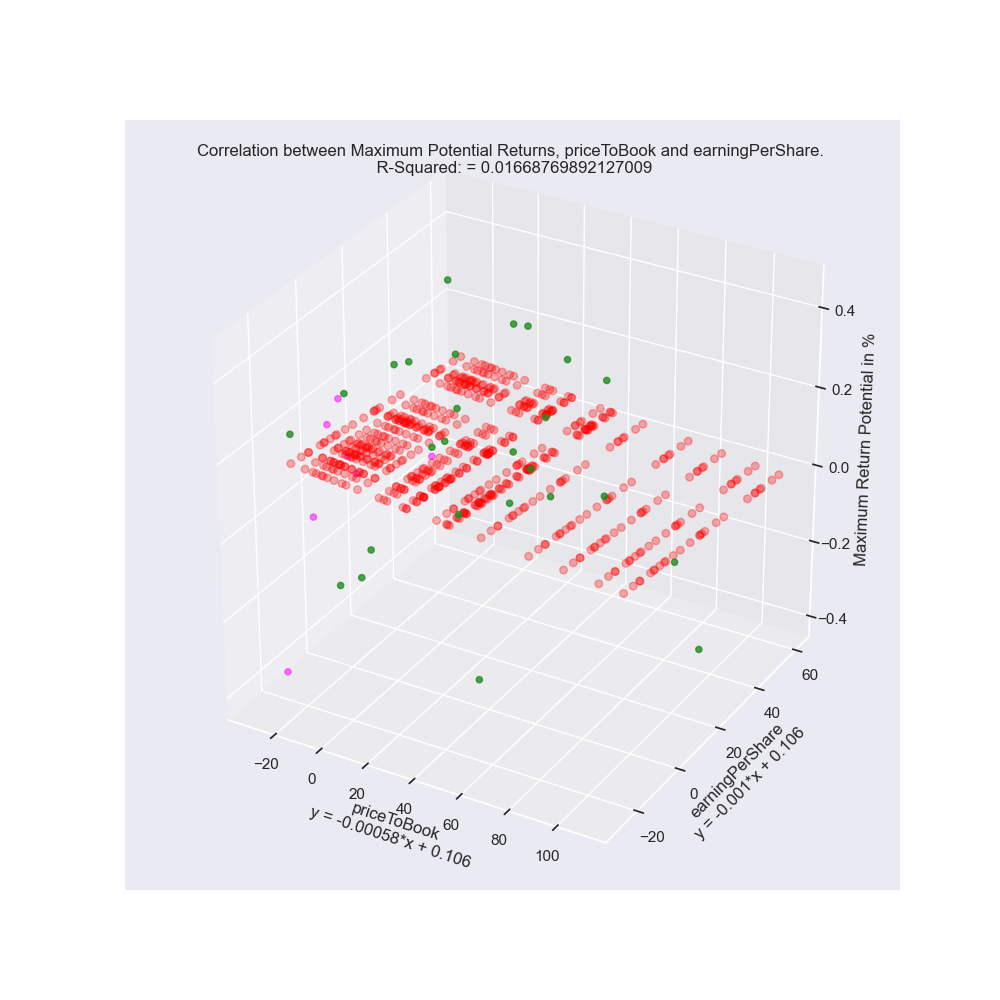 Correlation between Maximum Potential Returns, priceToBook and earningPerShare.
R-Squared: = 0.01668769892127009
0.4
0.2
0.0
−0.2
−0.4
Maximum Return Potential in %
60
40
20
0
−20
earningPerShare
y = -0.001*x + 0.106
−20
0
20
40
60
80
100
priceToBook
y = -0.00058*x + 0.106